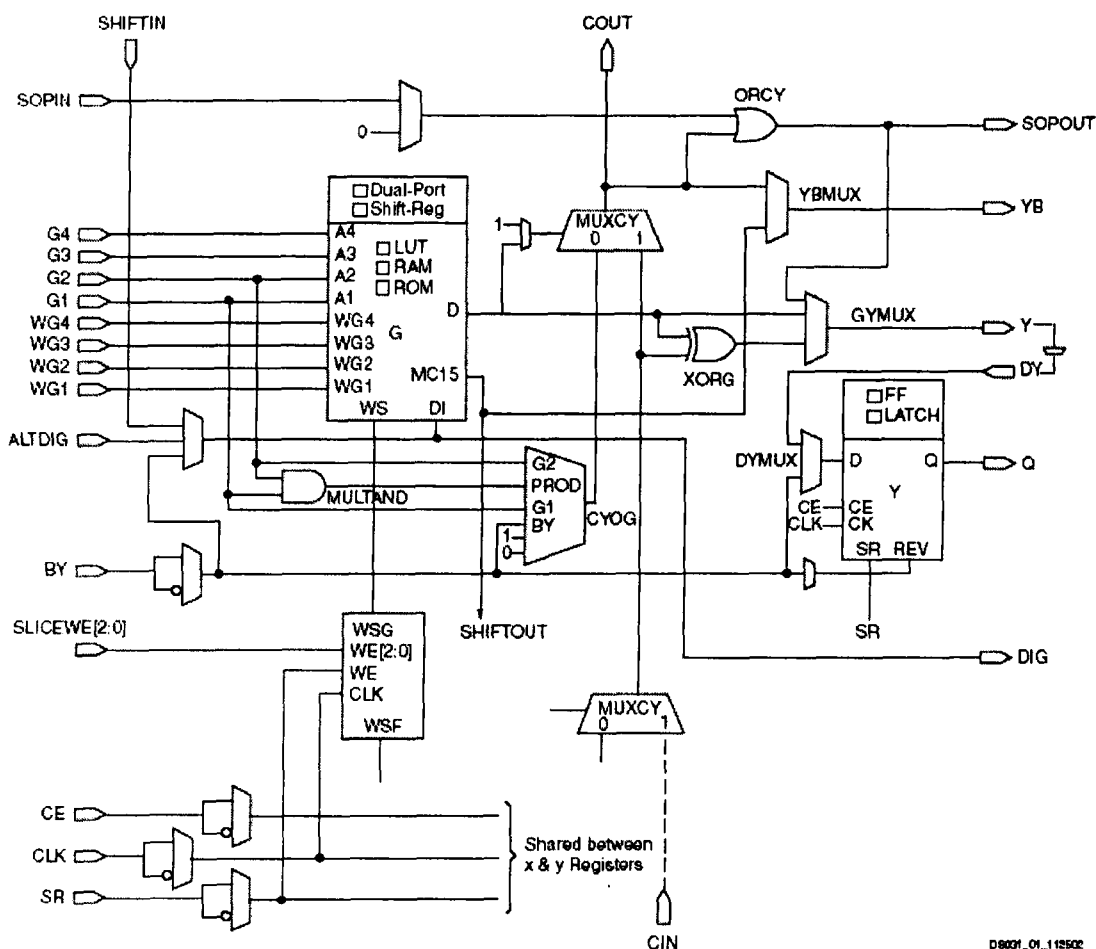 SHIFTIN
COUT
SOPIN
0
ORCY
SOPOUT
Dual-Port
Shift-Reg
YBMUX
YB
MUXCY
0 1
1
G4
G3
G2
G1
WG4
WG3
WG2
WG1
A4
A3
A2
A1
WG4
WG3
WG2
WG1
LUT
RAM
ROM
G
D
MC15
WS
DI
GYMUX
Y
XORG
DY
FF
LATCH
DYMUX
D
Q
Q
Y
CE
CLK
CE
CK
SR REV
SR
ALTDIG
MULTAND
G2
PROD
G1
BY
1
0
CYOG
BY
SHIFTOUT
DIG
SLICEWE[2:0]
WSG
WE[2:0]
WE
CLK
WSF
MUXCY
0 1
CE
CLK
SR
Shared between
x & y Registers
CIN
DS031_01_112502